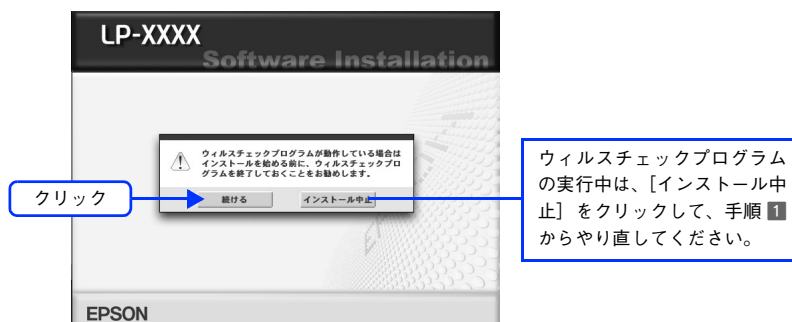 LP-XXXX
Software Installation
ウィルスチェックプログラムが動作している場合は
インストールを始める前に、ウィルスチェックプロ
グラムを終了しておくことをお勧めします。
クリック
続ける
インストール中止
ウィルスチェックプログラム
の実行中は、[インストール中
止] をクリックして、手順 1
からやり直してください。
EPSON